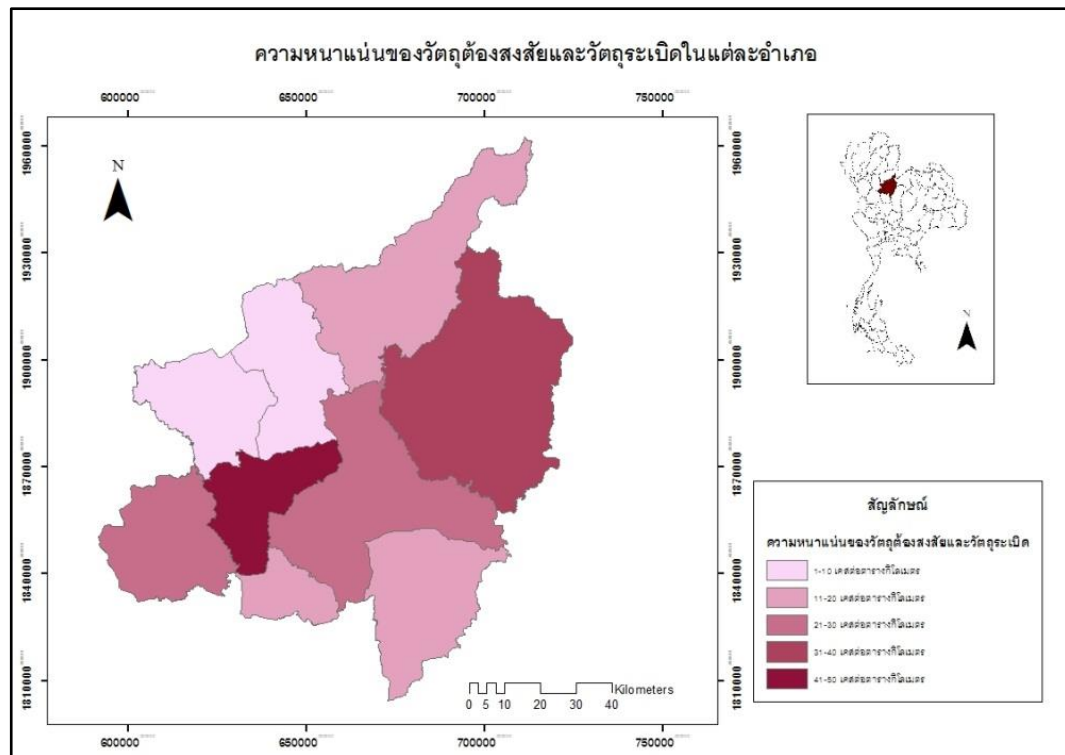 ความหนาแน่นของวัตถุต้องสงสัยและวัตถุระเบิดในแต่ละอำเภอ
600000 650000 700000 750000
1960000 1960000
N
1930000 1930000
1900000 1900000
N
1870000 1870000
1840000 1840000
1810000 1810000
Kilometers
0 5 10 20 30 40
600000 650000 700000 750000
สัญลักษณ์
ความหนาแน่นของวัตถุต้องสงสัยและวัตถุระเบิด
1-10 เคสต่อตารางกิโลเมตร
11-20 เคสต่อตารางกิโลเมตร
21-30 เคสต่อตารางกิโลเมตร
31-40 เคสต่อตารางกิโลเมตร
41-50 เคสต่อตารางกิโลเมตร